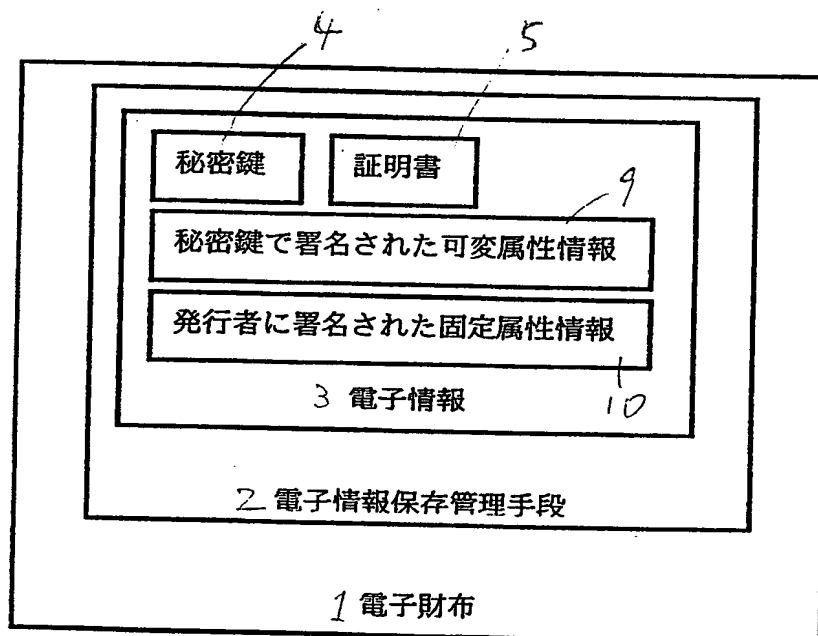 4 5
秘密鍵 証明書
9
秘密鍵で署名された可変属性情報
発行者に署名された固定属性情報
3 電子情報 10
2 電子情報保存管理手段
1 電子財布